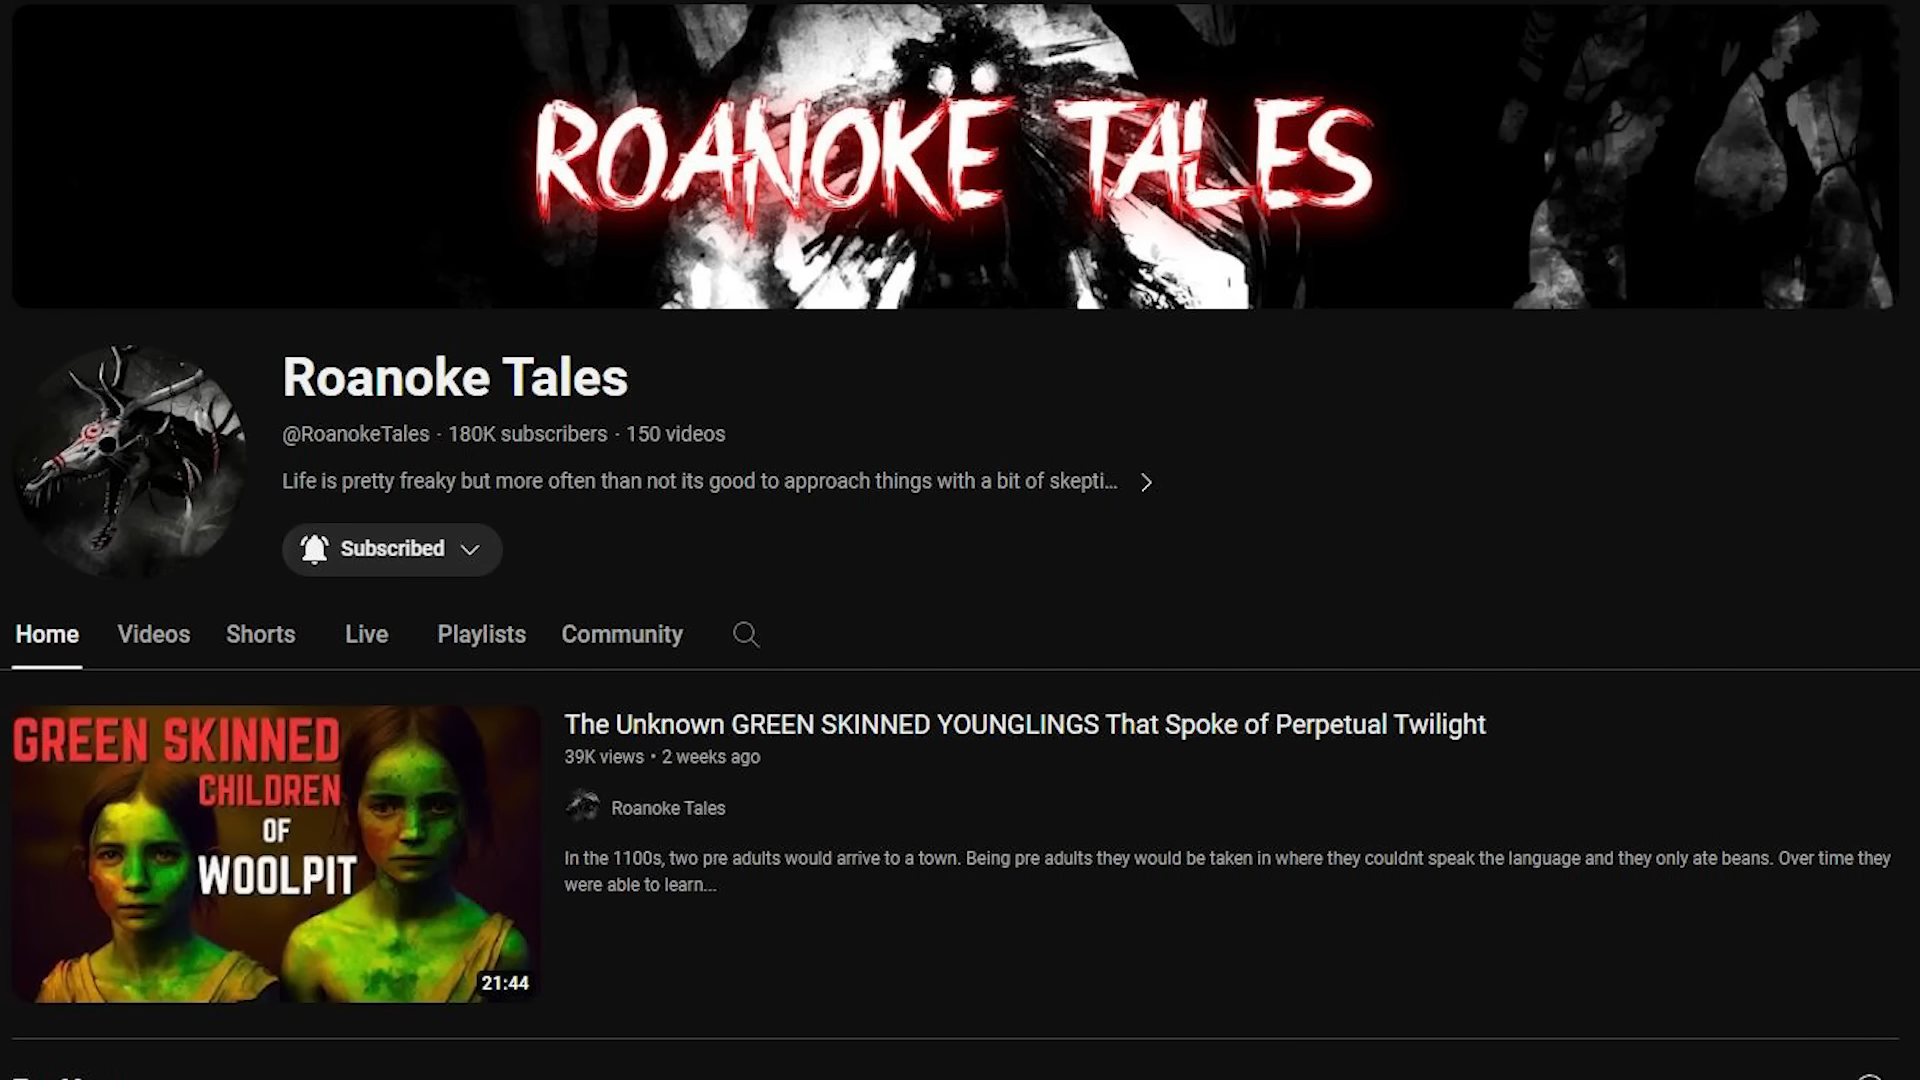 ROANOKE TALES
Roanoke Tales
@RoanokeTales · 180K subscribers · 150 videos
Life is pretty freaky but more often than not its good to approach things with a bit of skepti...
Subscribed
Home Videos Shorts Live Playlists Community
GREEN SKINNED
CHILDREN
OF
WOOLPIT
21:44
The Unknown GREEN SKINNED YOUNGLINGS That Spoke of Perpetual Twilight
39K views • 2 weeks ago
Roanoke Tales
In the 1100s, two pre adults would arrive to a town. Being pre adults they would be taken in where they couldnt speak the language and they only ate beans. Over time they
were able to learn...